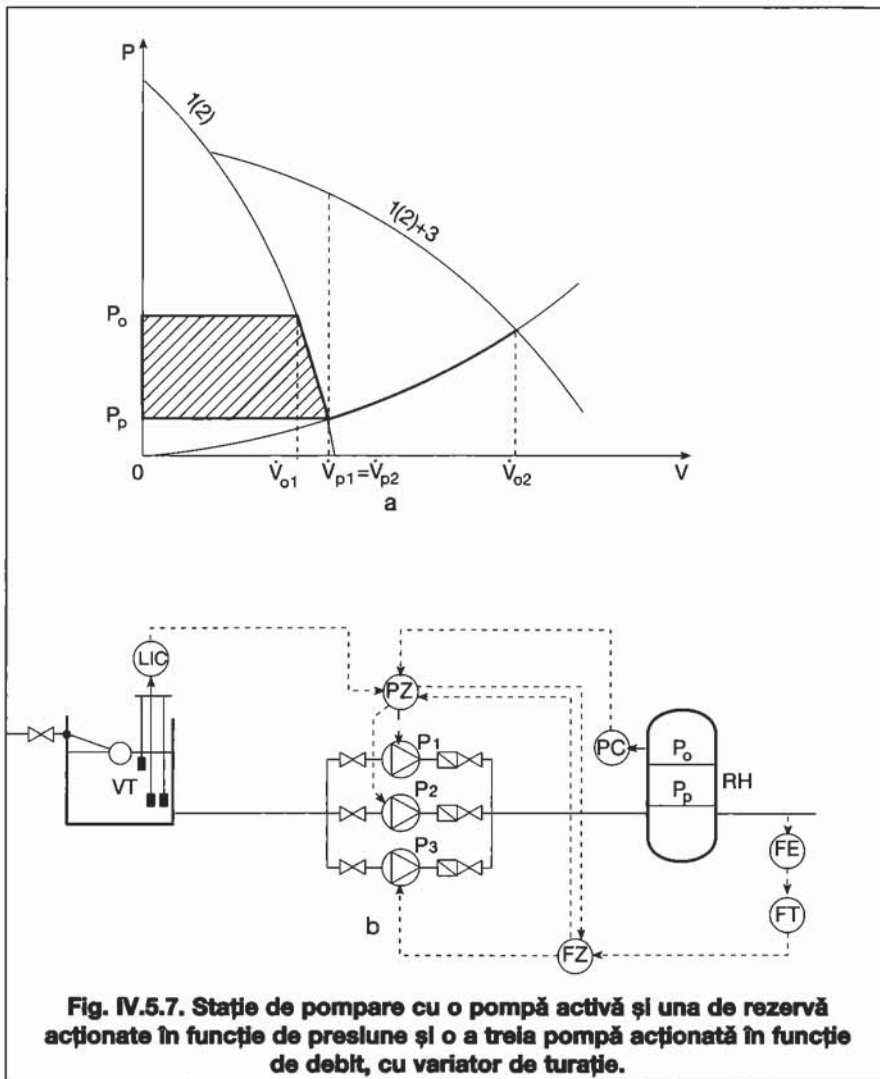 P
1(2)
1(2)+3
Po
Pp
0
V̇o1
V̇p1=V̇p2
V̇o2
V
a
LIC
PZ
VT
P1
P2
P3
PC
Po
Pp
RH
FE
FT
b
FZ
Fig. IV.5.7. Stație de pompare cu o pompă activă și una de rezervă
acționate în funcție de presiune și o a treia pompă acționată în funcție
de debit, cu variator de turație.